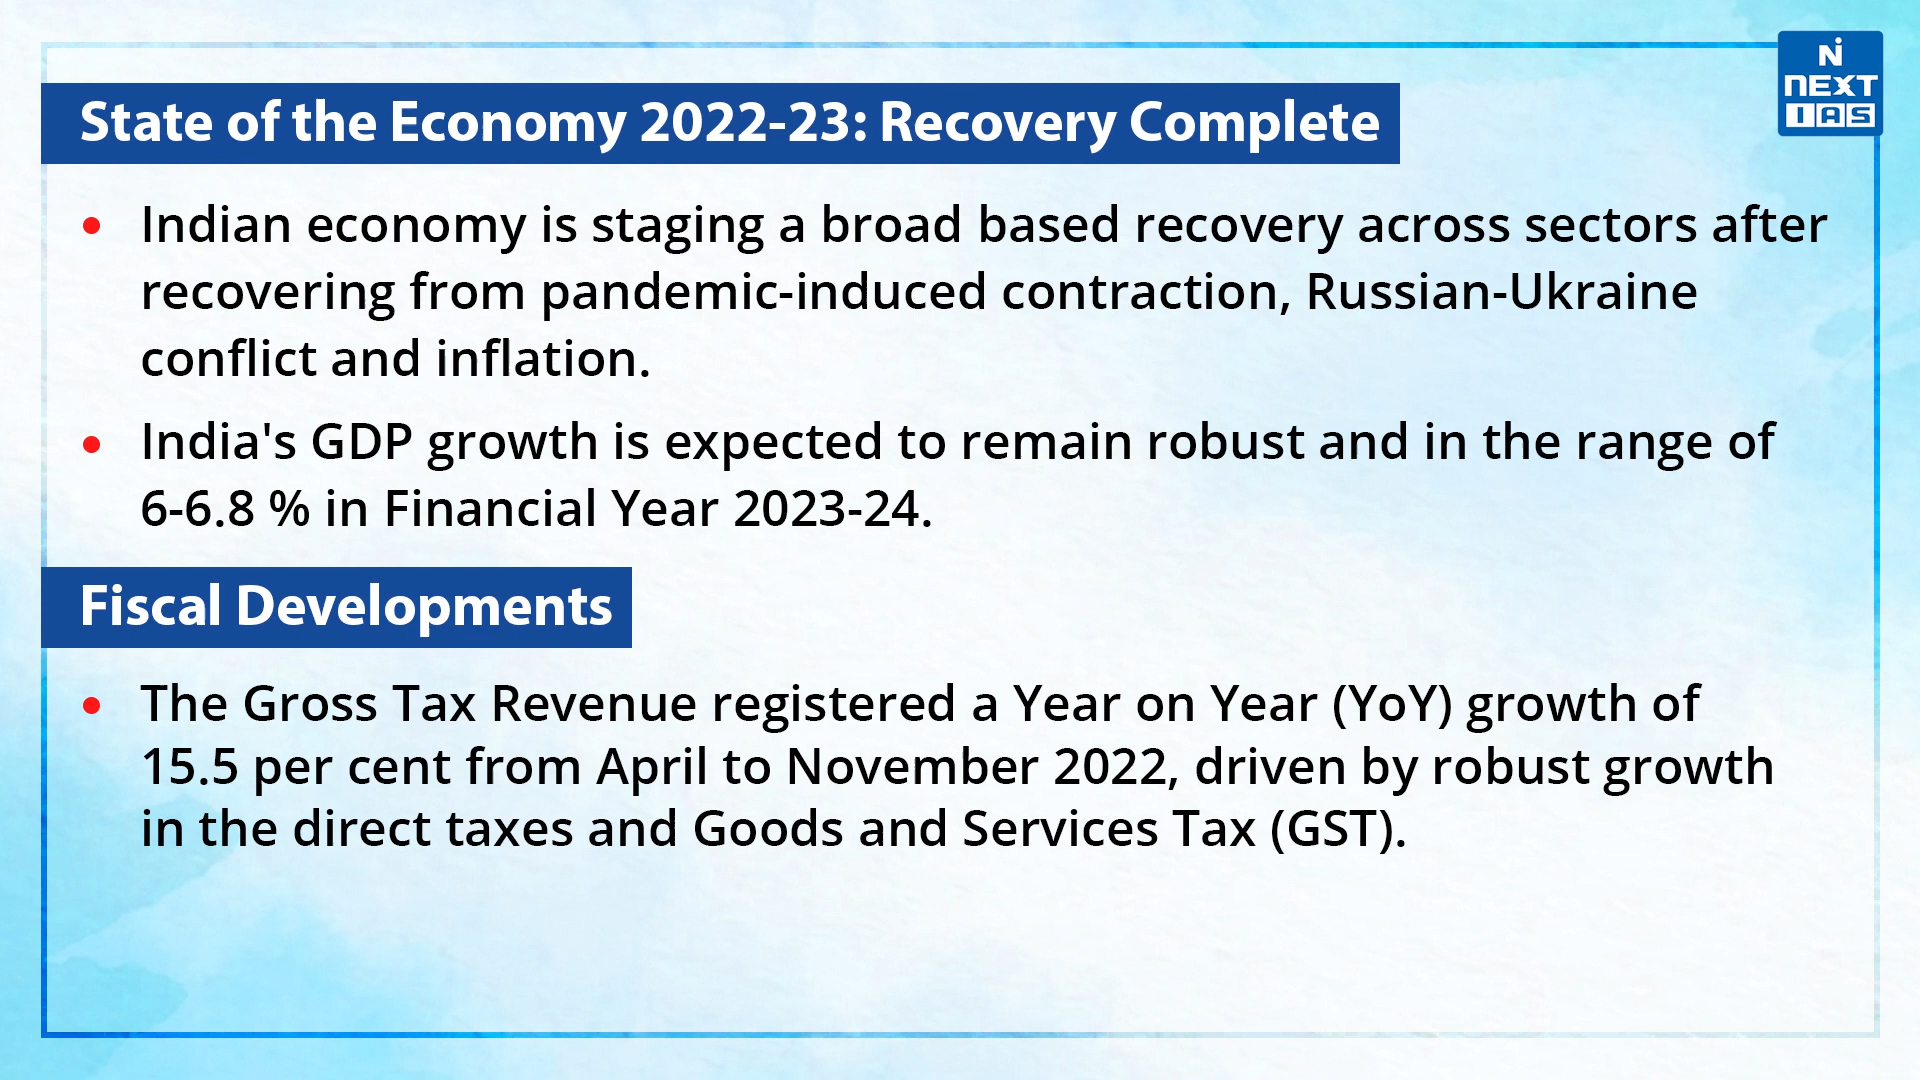 N
NEXT
IAS
State of the Economy 2022-23: Recovery Complete
• Indian economy is staging a broad based recovery across sectors after
recovering from pandemic-induced contraction, Russian-Ukraine
conflict and inflation.
• India's GDP growth is expected to remain robust and in the range of
6-6.8 % in Financial Year 2023-24.
Fiscal Developments
• The Gross Tax Revenue registered a Year on Year (YoY) growth of
15.5 per cent from April to November 2022, driven by robust growth
in the direct taxes and Goods and Services Tax (GST).